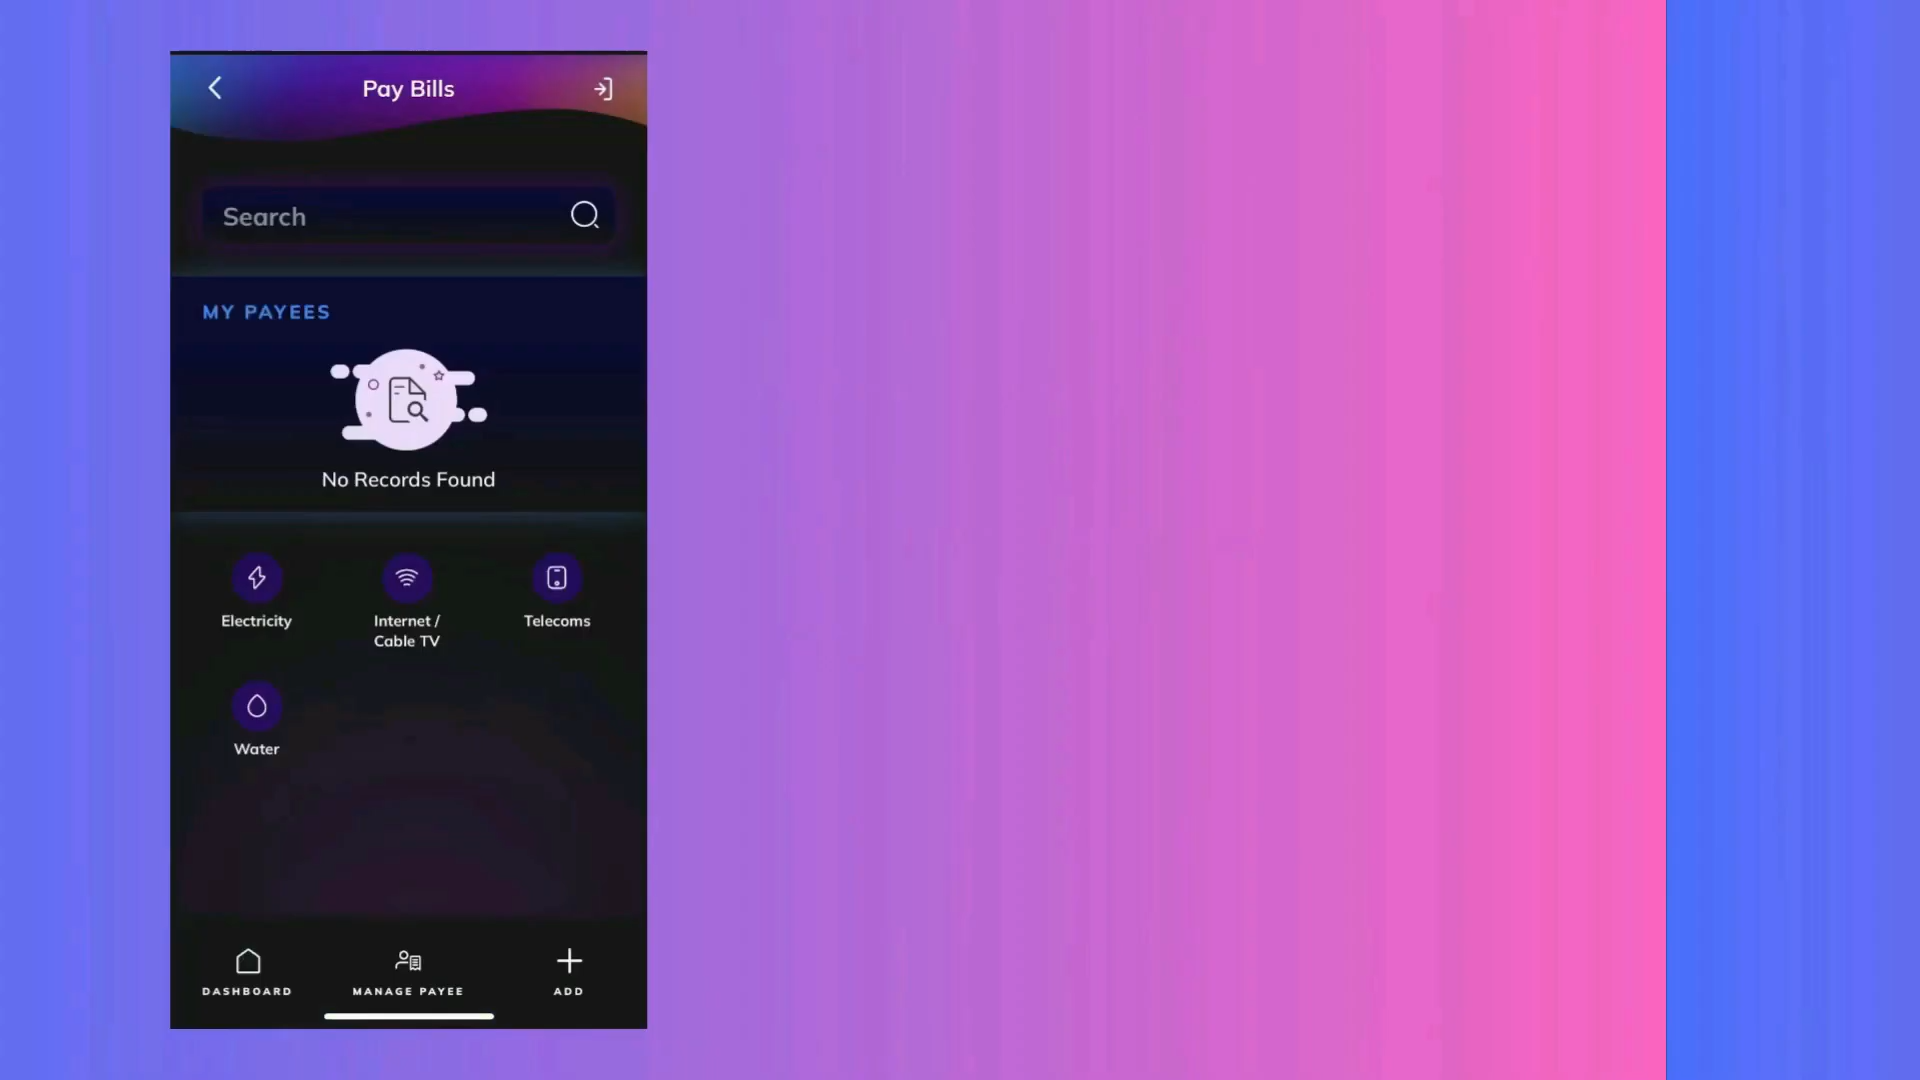 Pay Bills
Search
MY PAYEES
No Records Found
Electricity
Internet /
Cable TV
Telecoms
Water
DASHBOARD
MANAGE PAYEE
ADD